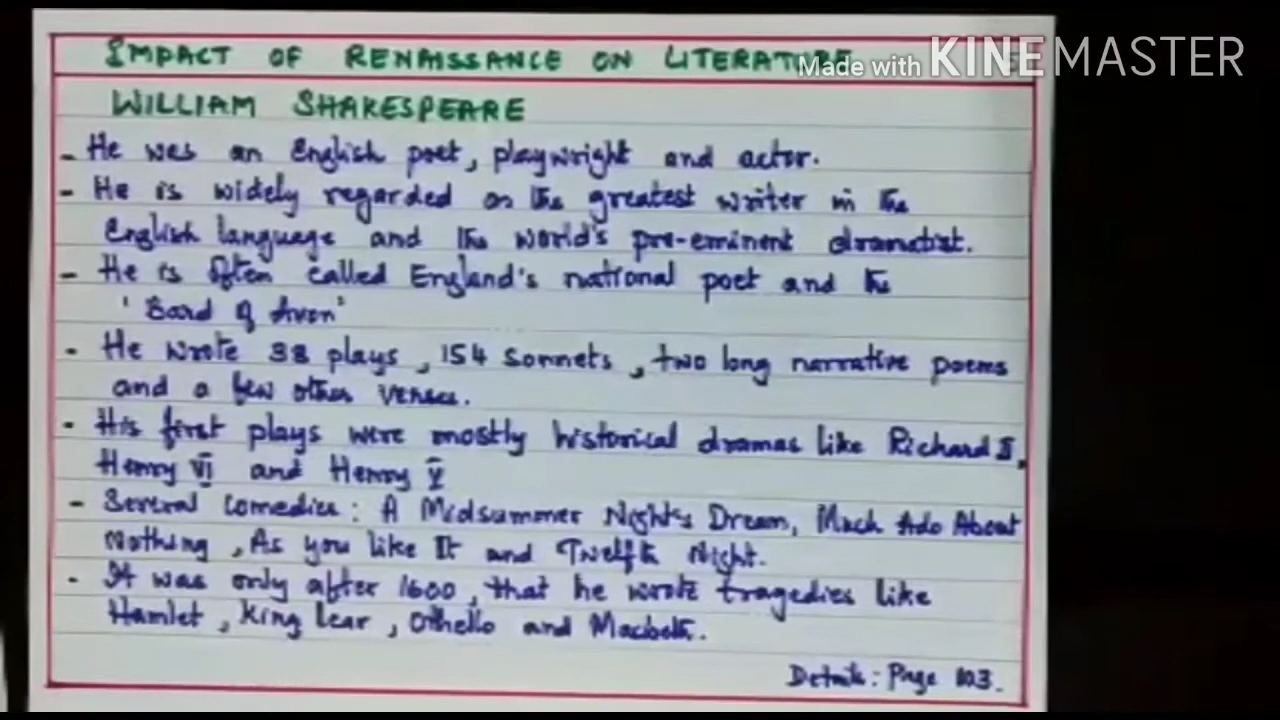 IMPACT OF RENAISSANCE ON LITERATURE
Made with KINEMASTER
WILLIAM SHAKESPEARE
- He was an English poet, playwright and actor.
- He is widely regarded as the greatest writer in the
English language and the world's pre-eminent dramatist.
- He is often called England's national poet and the
'Bard of Avon'
- He wrote 38 plays, 154 sonnets, two long narrative poems
and a few other verses.
- His first plays were mostly historical dramas like Richard II,
Henry VI and Henry V
- Several comedies: A Midsummer Night's Dream, Much Ado About
Nothing, As you like It and Twelfth Night.
- It was only after 1600, that he wrote tragedies like
Hamlet, King Lear, Othello and Macbeth.
Details: Page 103.